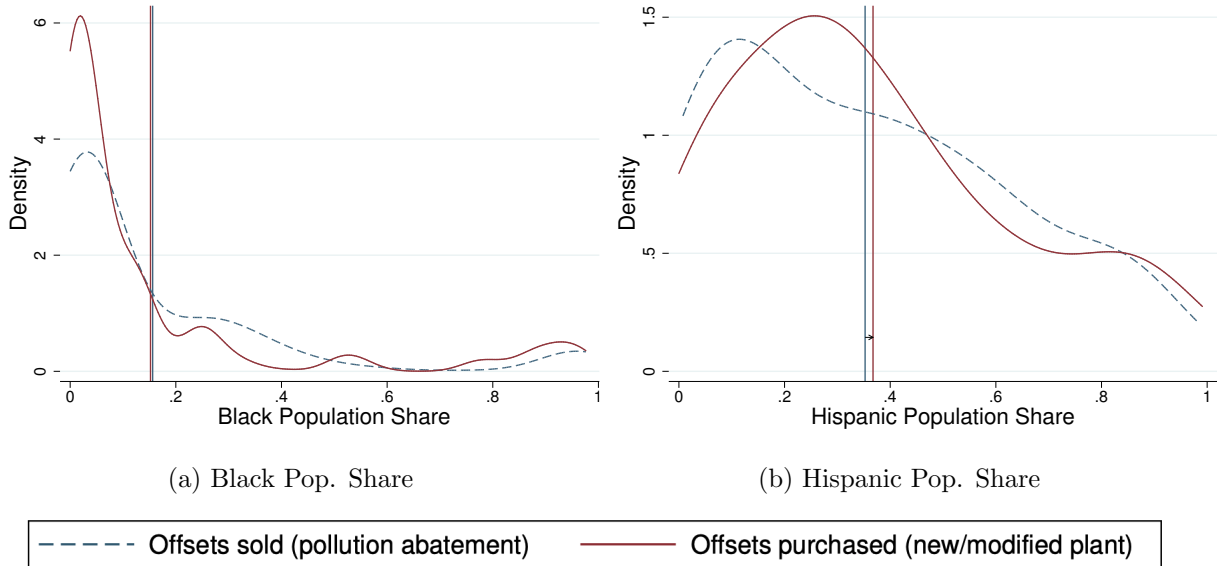 6
4
2
0
Density
0 .2 .4 .6 .8 1
Black Population Share
(a) Black Pop. Share
1.5
1
.5
0
Density
0 .2 .4 .6 .8 1
Hispanic Population Share
(b) Hispanic Pop. Share
Offsets sold (pollution abatement)
Offsets purchased (new/modified plant)